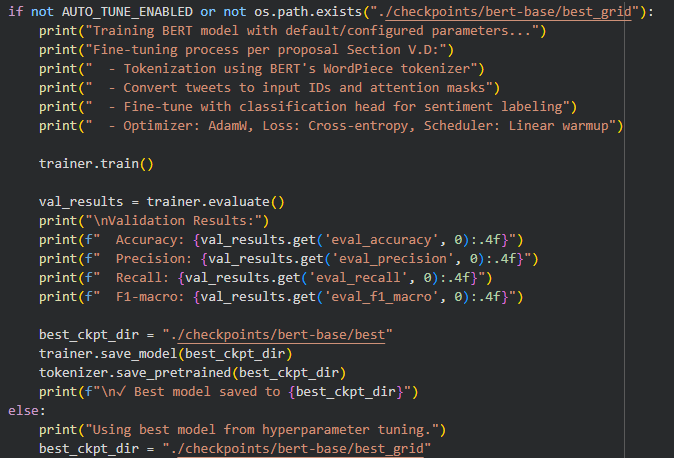 if not AUTO_TUNE_ENABLED or not os.path.exists("./checkpoints/bert-base/best_grid"):
    print("Training BERT model with default/configured parameters...")
    print("Fine-tuning process per proposal Section V.D:")
    print("  - Tokenization using BERT's WordPiece tokenizer")
    print("  - Convert tweets to input IDs and attention masks")
    print("  - Fine-tune with classification head for sentiment labeling")
    print("  - Optimizer: AdamW, Loss: Cross-entropy, Scheduler: Linear warmup")

    trainer.train()

    val_results = trainer.evaluate()
    print("\nValidation Results:")
    print(f"  Accuracy: {val_results.get('eval_accuracy', 0):.4f}")
    print(f"  Precision: {val_results.get('eval_precision', 0):.4f}")
    print(f"  Recall: {val_results.get('eval_recall', 0):.4f}")
    print(f"  F1-macro: {val_results.get('eval_f1_macro', 0):.4f}")

    best_ckpt_dir = "./checkpoints/bert-base/best"
    trainer.save_model(best_ckpt_dir)
    tokenizer.save_pretrained(best_ckpt_dir)
    print(f"\n✓ Best model saved to {best_ckpt_dir}")
else:
    print("Using best model from hyperparameter tuning.")
    best_ckpt_dir = "./checkpoints/bert-base/best_grid"